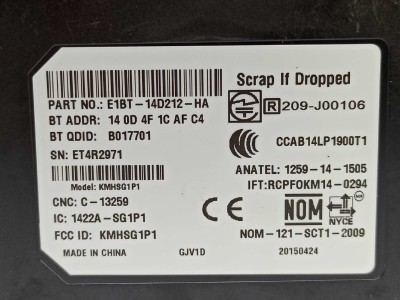 Scrap If Dropped
PART NO.: E1BT-14D212-HA
BT ADDR: 14 0D 4F 1C AF C4
BT QDID: B017701
SN: ET4R2971
Model: KMHSG1P1
CNC: C-13259
IC: 1422A-SG1P1
FCC ID: KMHSG1P1
MADE IN CHINA
GJV1D
R 209-J00106
CCC
CCAB14LP1900T1
ANATEL: 1259-14-1505
IFT:RCPFOKM14-0294
CE
NOM
NYCE
NOM-121-SCT1-2009
20150424